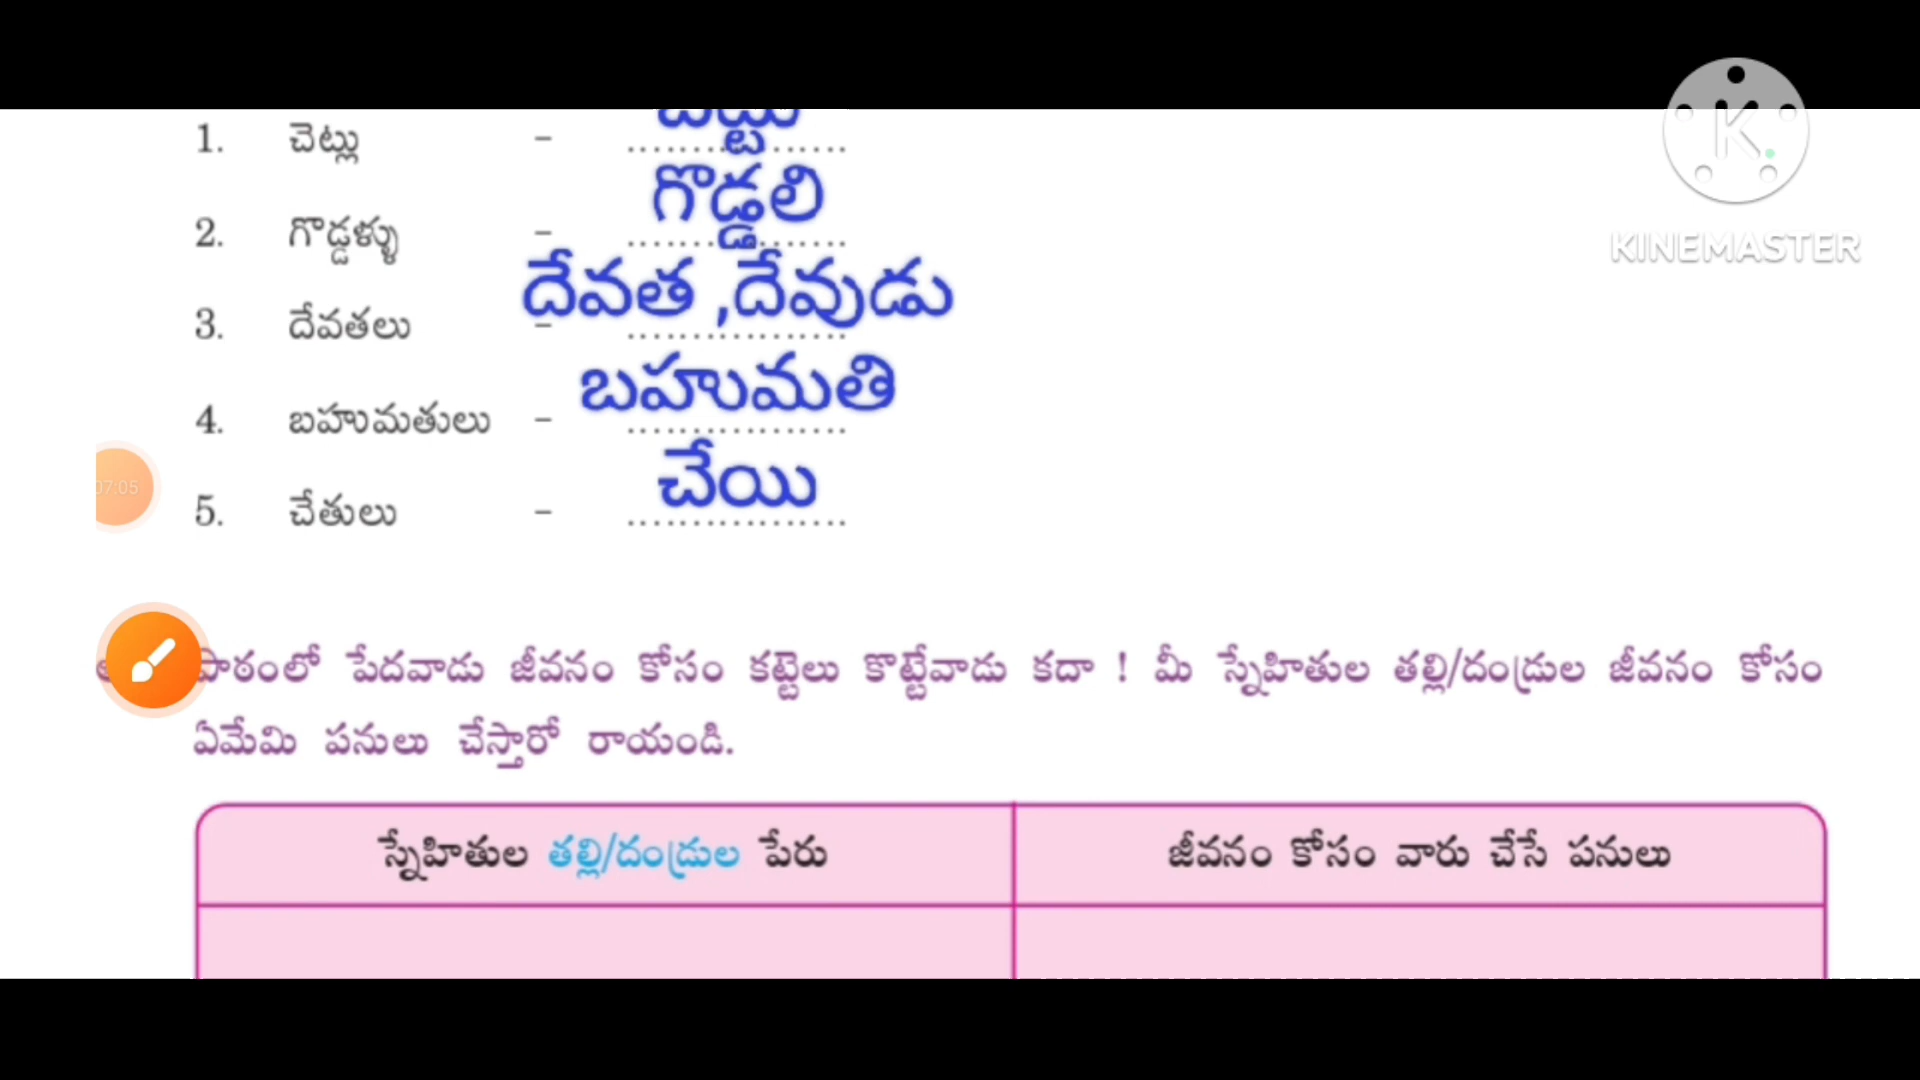 1. చెట్లు -
2. గొడ్డళ్ళు - గొడ్డలి
3. దేవతలు - దేవత ,దేవుడు
4. బహుమతులు - బహుమతి
5. చేతులు - చేయి
07:05
పాఠంలో పేదవాడు జీవనం కోసం కట్టెలు కొట్టేవాడు కదా ! మీ స్నేహితుల తల్లి/దండ్రుల జీవనం కోసం
ఏమేమి పనులు చేస్తారో రాయండి.
స్నేహితుల తల్లి/దండ్రుల పేరు
జీవనం కోసం వారు చేసే పనులు
K
KINEMASTER